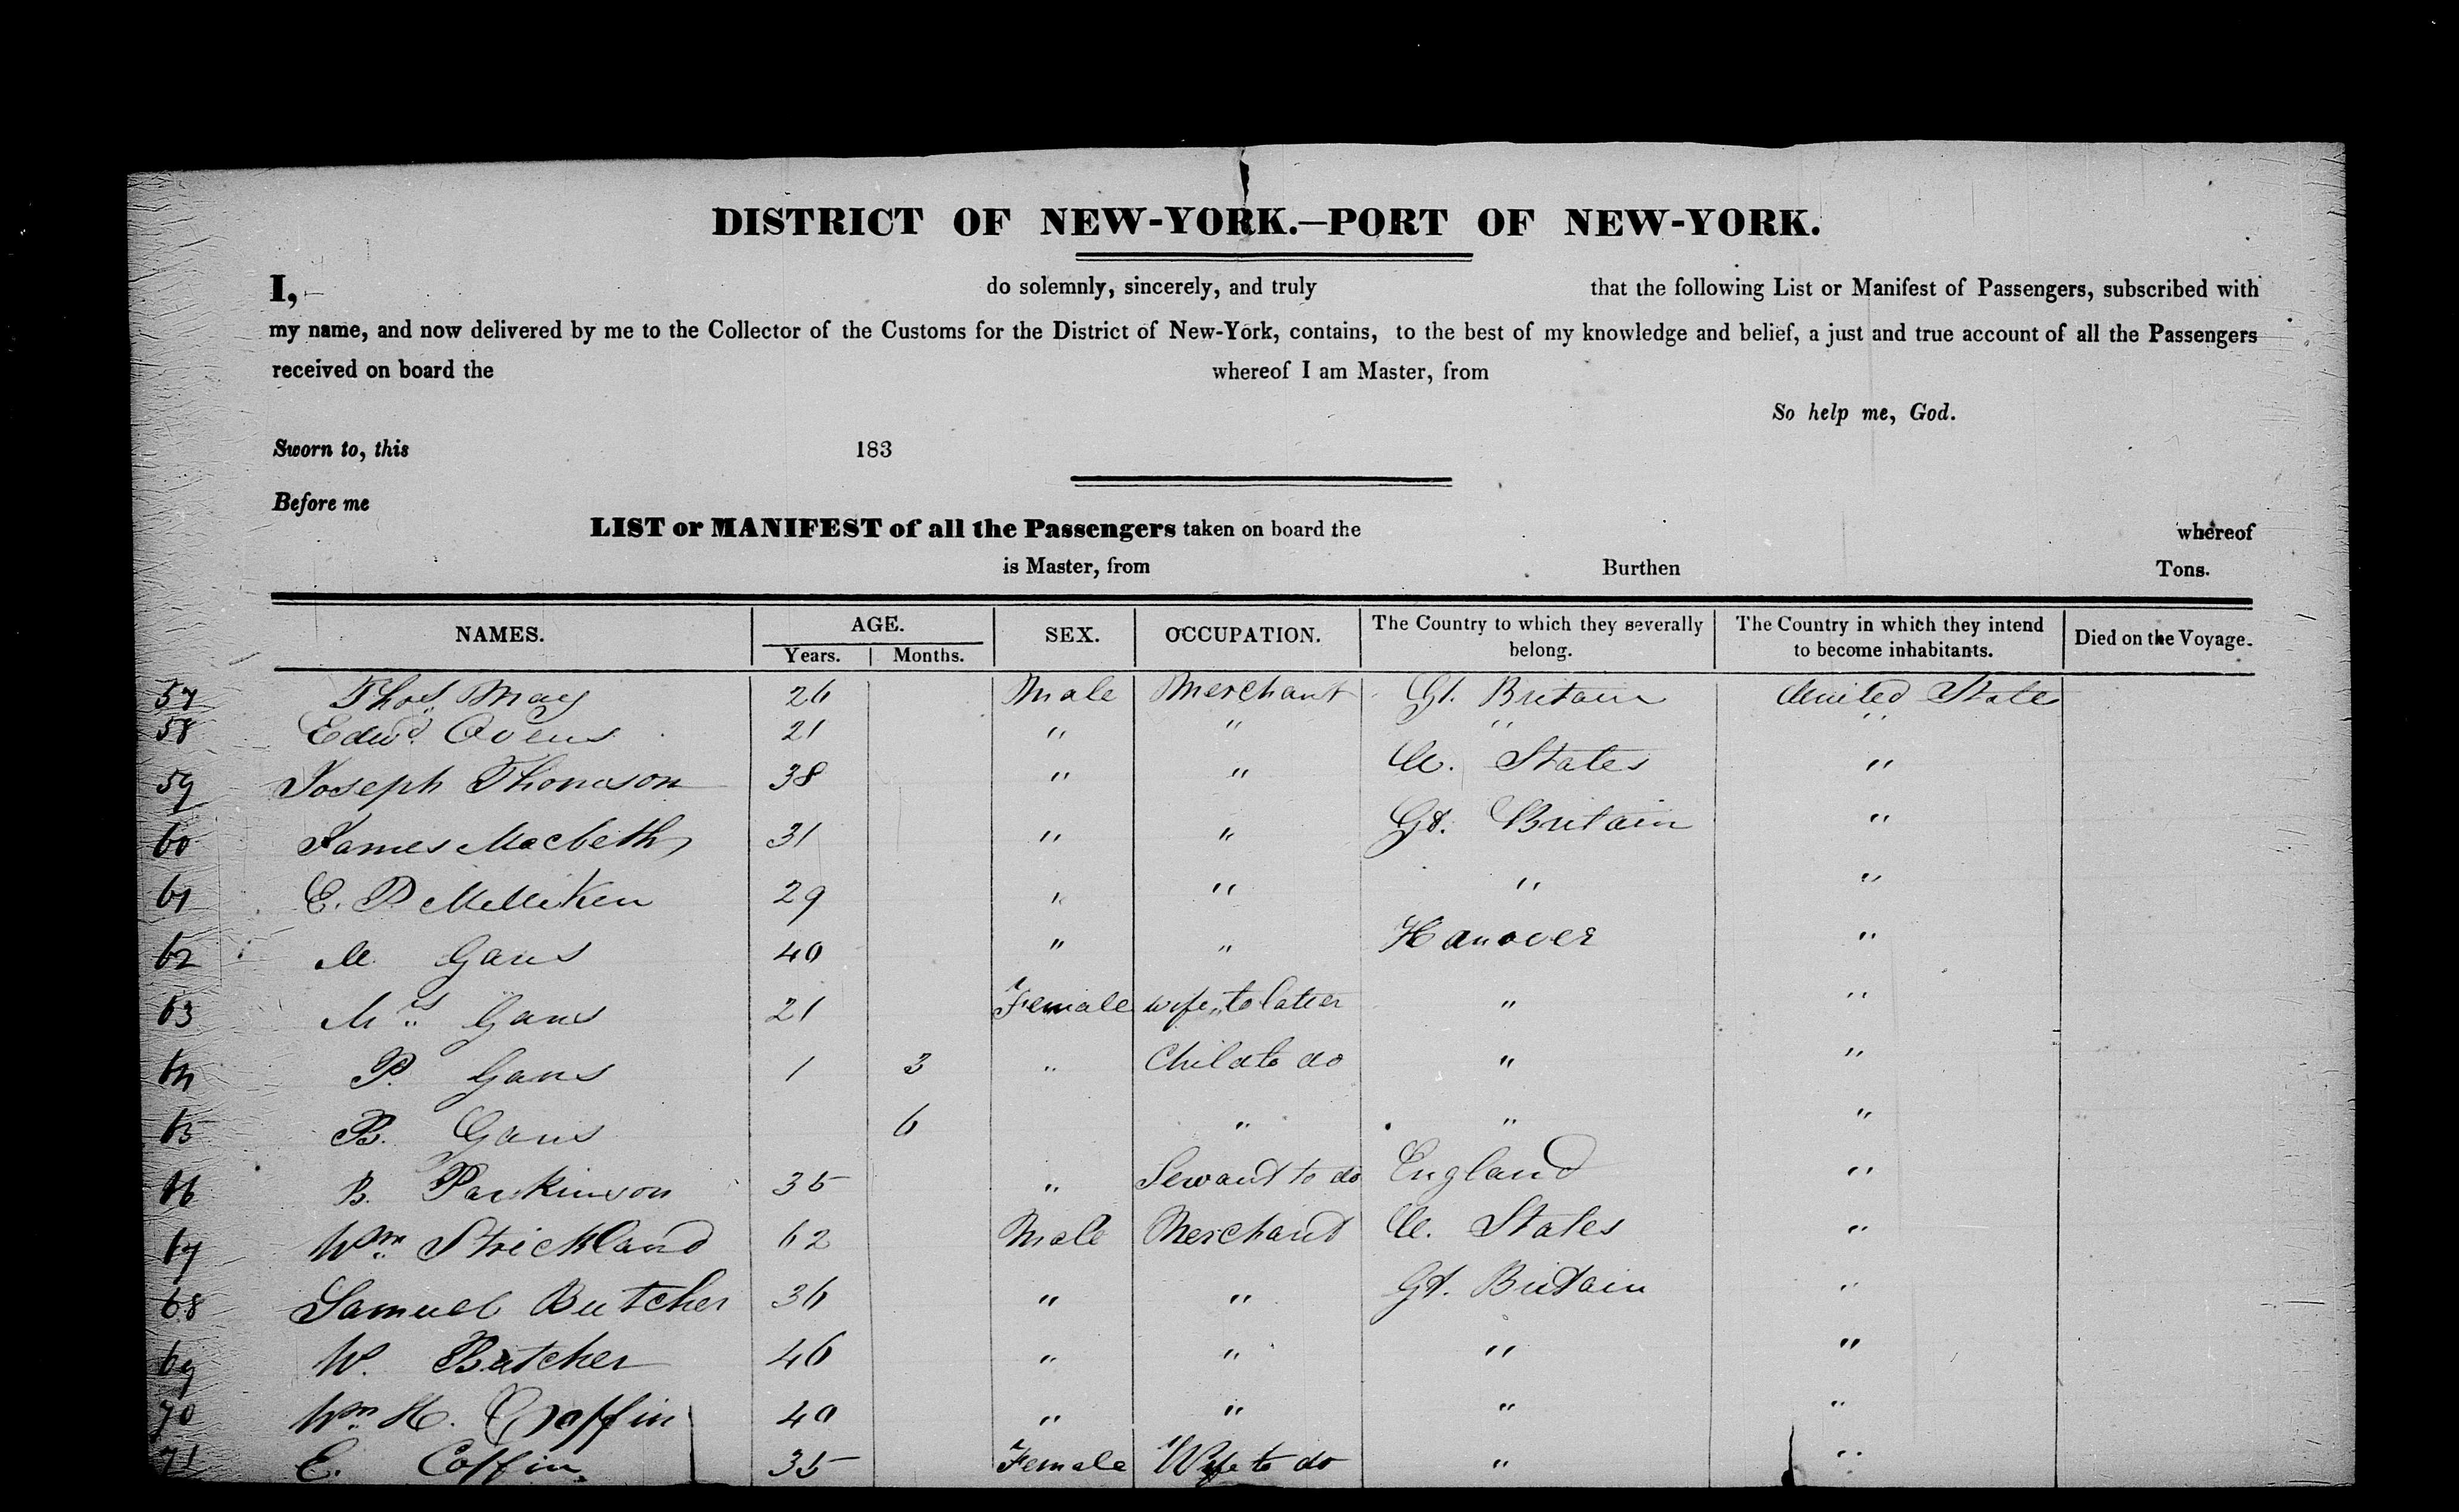 DISTRICT OF NEW-YORK.—PORT OF NEW-YORK.
I, do solemnly, sincerely, and truly that the following List or Manifest of Passengers, subscribed with
my name, and now delivered by me to the Collector of the Customs for the District of New-York, contains, to the best of my knowledge and belief, a just and true account of all the Passengers
received on board the whereof I am Master, from
So help me, God.
Sworn to, this 183
Before me
LIST or MANIFEST of all the Passengers taken on board the whereof
is Master, from Burthen Tons.
NAMES. AGE. Years. Months. SEX. OCCUPATION. The Country to which they severally belong. The Country in which they intend to become inhabitants. Died on the Voyage.
57 Thos. May 26 Male Merchant Gt. Britain United States
58 Edwd. Ovens 21 " " " "
59 Joseph Thomson 38 " " U. States "
60 James Macbeth 31 " " Gt. Britain "
61 E. P Milliken 29 " " " "
62 M. Gans 40 " " Hanover "
63 Mrs. Gans 21 Female wife to latter " "
64 P. Gans 1 3 " Child to do " "
65 B. Gans 6 " " "
66 B. Parkinson 35 " Servant to do England "
67 Wm. Strickland 62 Male Merchant U. States "
68 Samuel Butcher 36 " " Gt. Britain "
69 W. Butcher 46 " " " "
70 Wm. H. Coffin 40 " " " "
71 E. Coffin. 35 Female Wife to do " "